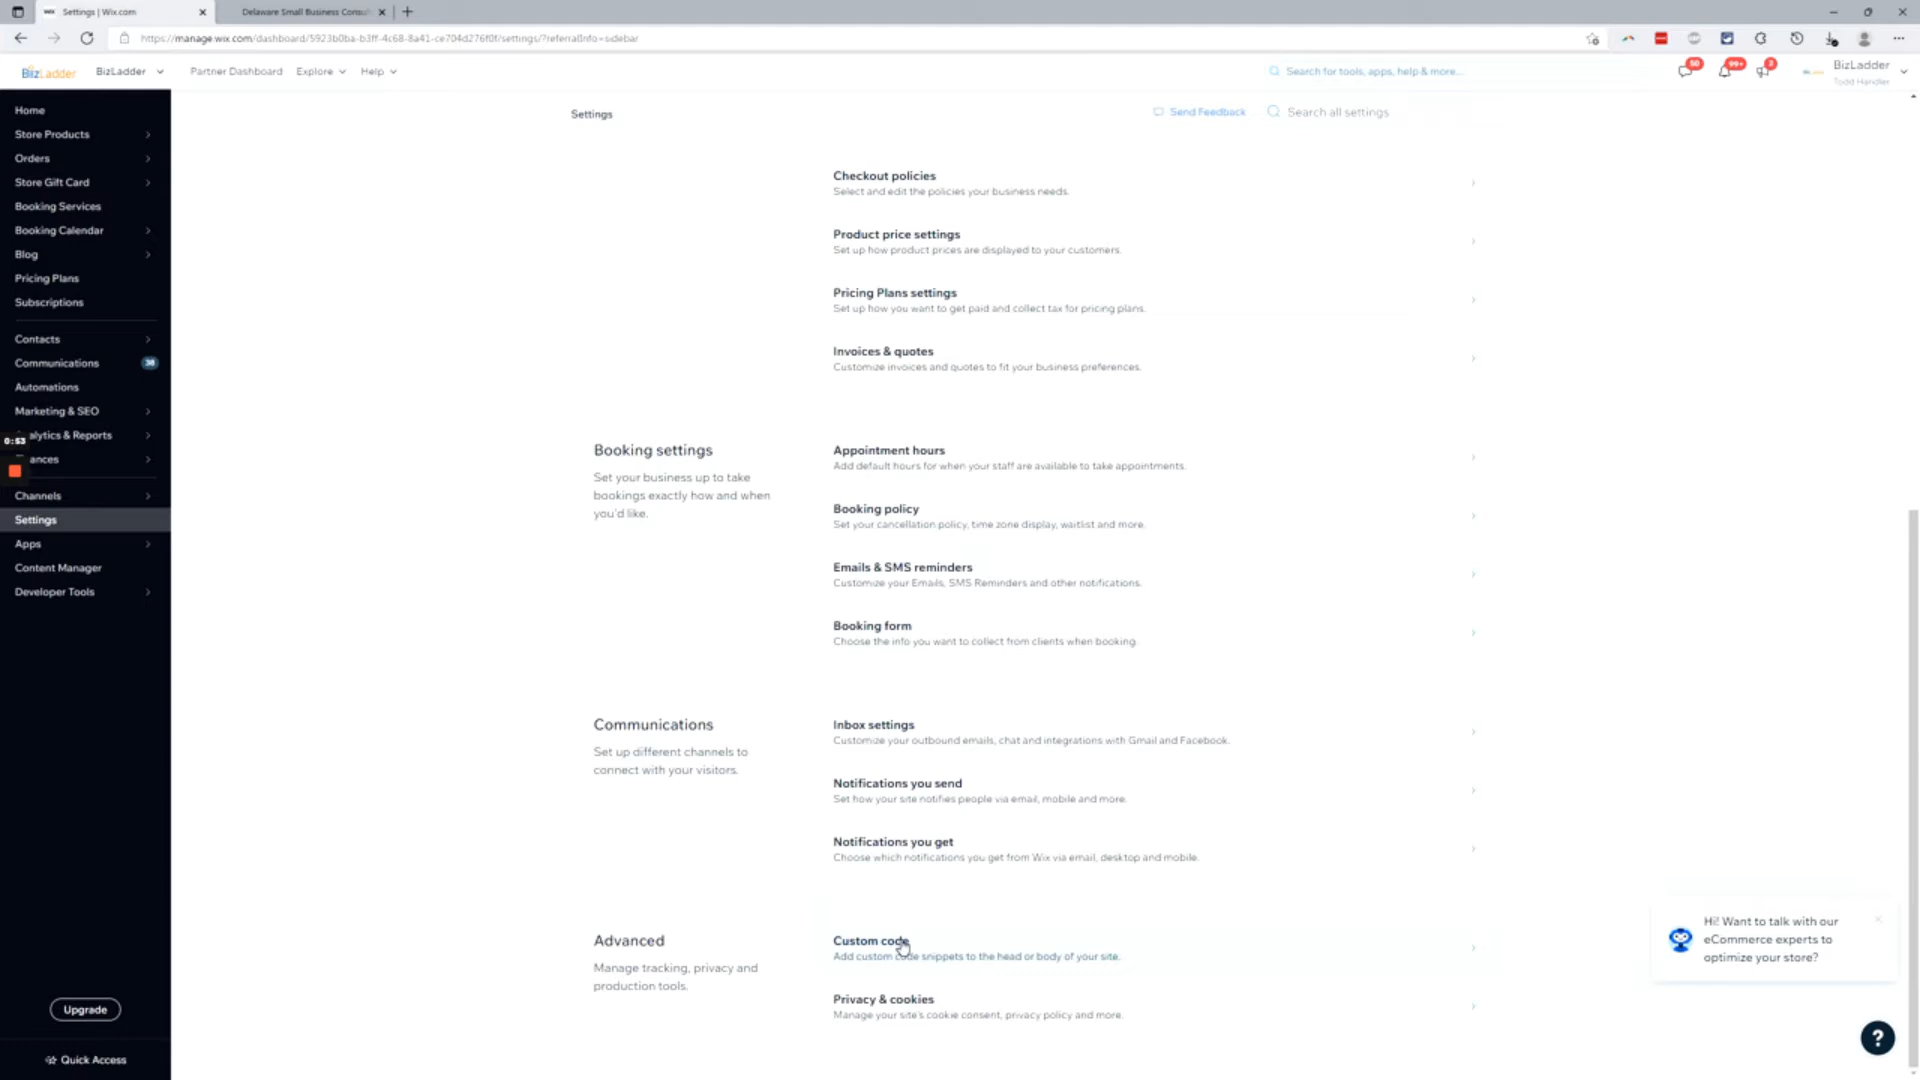 Settings | Wix.com
Delaware Small Business Consult
https://manage.wix.com/dashboard/5923b0ba-b3ff-4c68-8a41-ce704d276f0f/settings/?referralInfo=sidebar
BizLadder
BizLadder
Partner Dashboard
Explore
Help
Search for tools, apps, help & more...
50
99+
2
BizLadder
Todd Handler
Home
Store Products
Orders
Store Gift Card
Booking Services
Booking Calendar
Blog
Pricing Plans
Subscriptions
Contacts
Communications
38
Automations
Marketing & SEO
0:53
alytics & Reports
ances
Channels
Settings
Apps
Content Manager
Developer Tools
Upgrade
Quick Access
Settings
Send Feedback
Search all settings
Checkout policies
Select and edit the policies your business needs.
Product price settings
Set up how product prices are displayed to your customers.
Pricing Plans settings
Set up how you want to get paid and collect tax for pricing plans.
Invoices & quotes
Customize invoices and quotes to fit your business preferences.
Booking settings
Set your business up to take
bookings exactly how and when
you'd like.
Appointment hours
Add default hours for when your staff are available to take appointments.
Booking policy
Set your cancellation policy, time zone display, waitlist and more.
Emails & SMS reminders
Customize your Emails, SMS Reminders and other notifications.
Booking form
Choose the info you want to collect from clients when booking.
Communications
Set up different channels to
connect with your visitors.
Inbox settings
Customize your outbound emails, chat and integrations with Gmail and Facebook.
Notifications you send
Set how your site notifies people via email, mobile and more.
Notifications you get
Choose which notifications you get from Wix via email, desktop and mobile.
Advanced
Manage tracking, privacy and
production tools.
Custom code
Add custom code snippets to the head or body of your site.
Privacy & cookies
Manage your site's cookie consent, privacy policy and more.
Hi! Want to talk with our
eCommerce experts to
optimize your store?
?